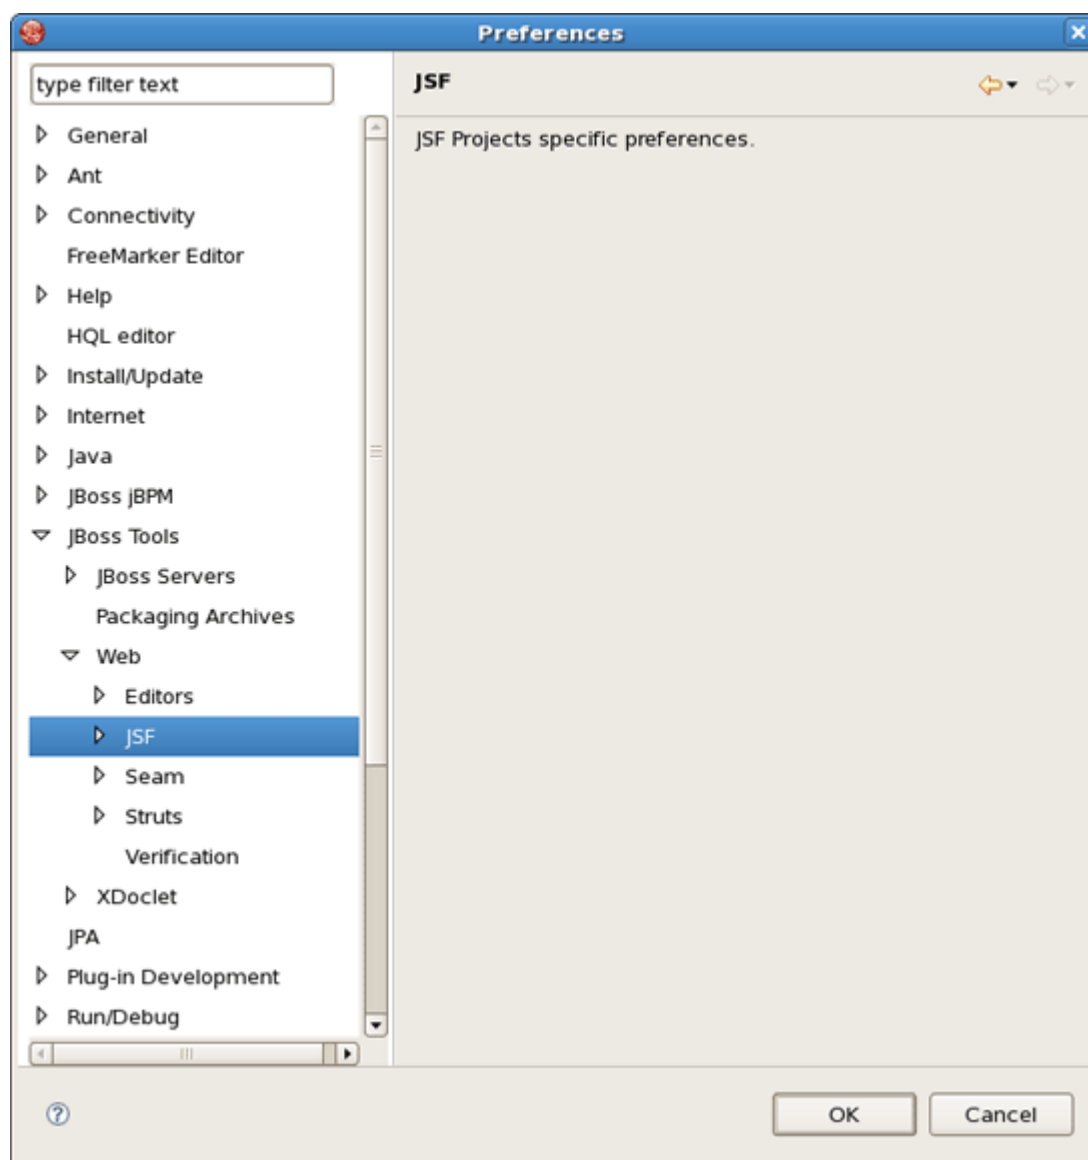 Preferences
type filter text
JSF
General
JSF Projects specific preferences.
Ant
Connectivity
FreeMarker Editor
Help
HQL editor
Install/Update
Internet
Java
JBoss jBPM
JBoss Tools
JBoss Servers
Packaging Archives
Web
Editors
JSF
Seam
Struts
Verification
XDoclet
JPA
Plug-in Development
Run/Debug
OK
Cancel